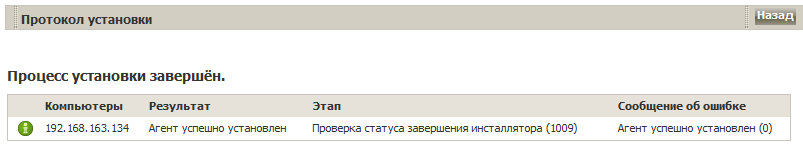 Протокол установки
Назад
Процесс установки завершён.
Компьютеры Результат Этап Сообщение об ошибке
192.168.163.134 Агент успешно установлен Проверка статуса завершения инсталлятора (1009) Агент успешно установлен (0)